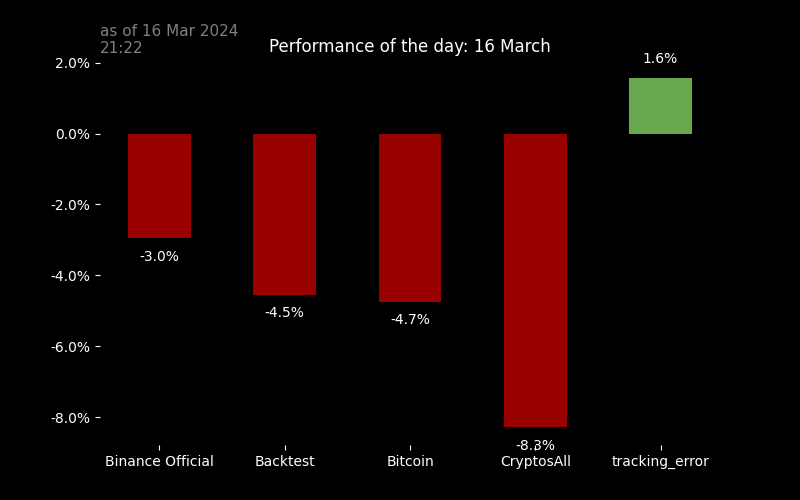 as of 16 Mar 2024
21:22
Performance of the day: 16 March
2.0%
0.0%
-2.0%
-4.0%
-6.0%
-8.0%
-3.0%
-4.5%
-4.7%
-8.3%
1.6%
Binance Official
Backtest
Bitcoin
CryptosAll
tracking_error